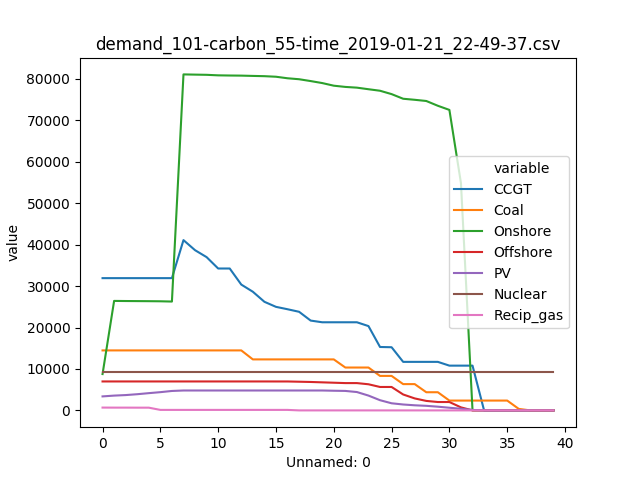 demand_101-carbon_55-time_2019-01-21_22-49-37.csv
80000
70000
60000
50000
40000
30000
20000
10000
0
value
variable
CCGT
Coal
Onshore
Offshore
PV
Nuclear
Recip_gas
0 5 10 15 20 25 30 35 40
Unnamed: 0